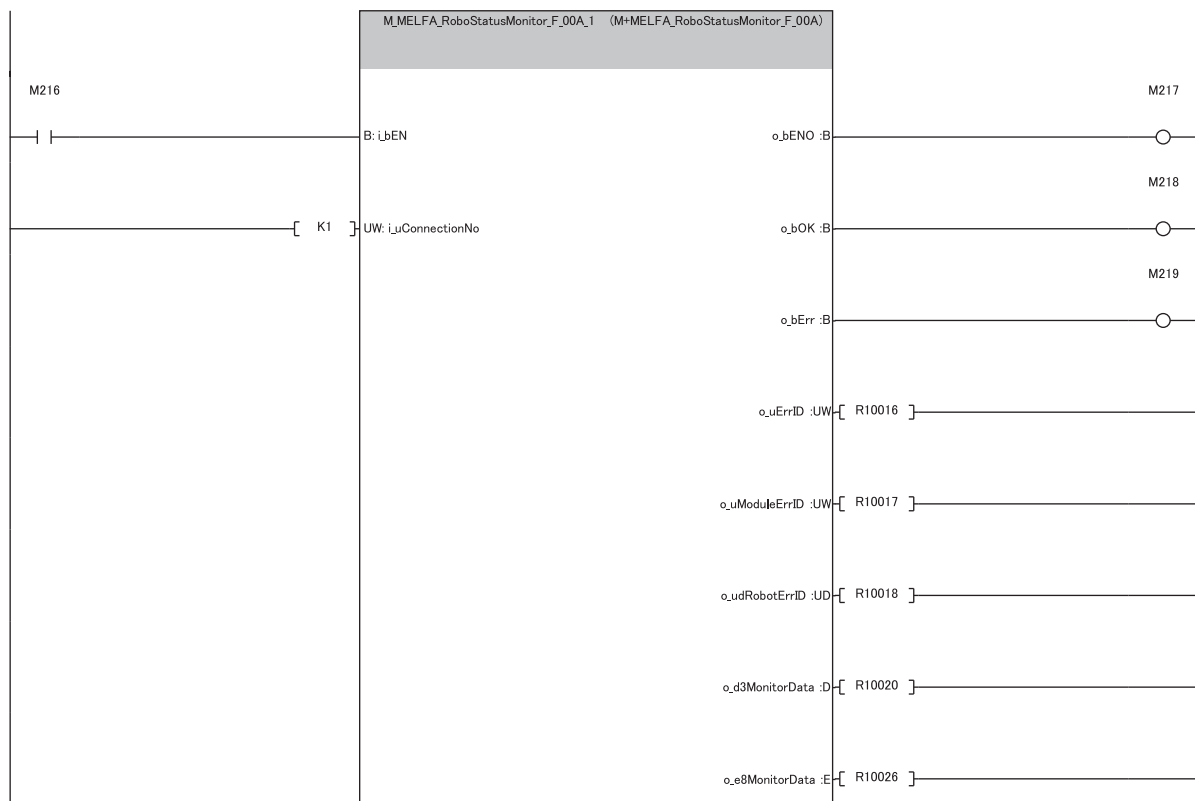 M_MELFA_RoboStatusMonitor_F_00A_1 (M+MELFA_RoboStatusMonitor_F_00A)
M216
M217
B: i_bEN
o_bENO :B
M218
K1
UW: i_uConnectionNo
o_bOK :B
M219
o_bErr :B
o_uErrID :UW
R10016
o_uModuleErrID :UW
R10017
o_udRobotErrID :UD
R10018
o_d3MonitorData :D
R10020
o_e8MonitorData :E
R10026